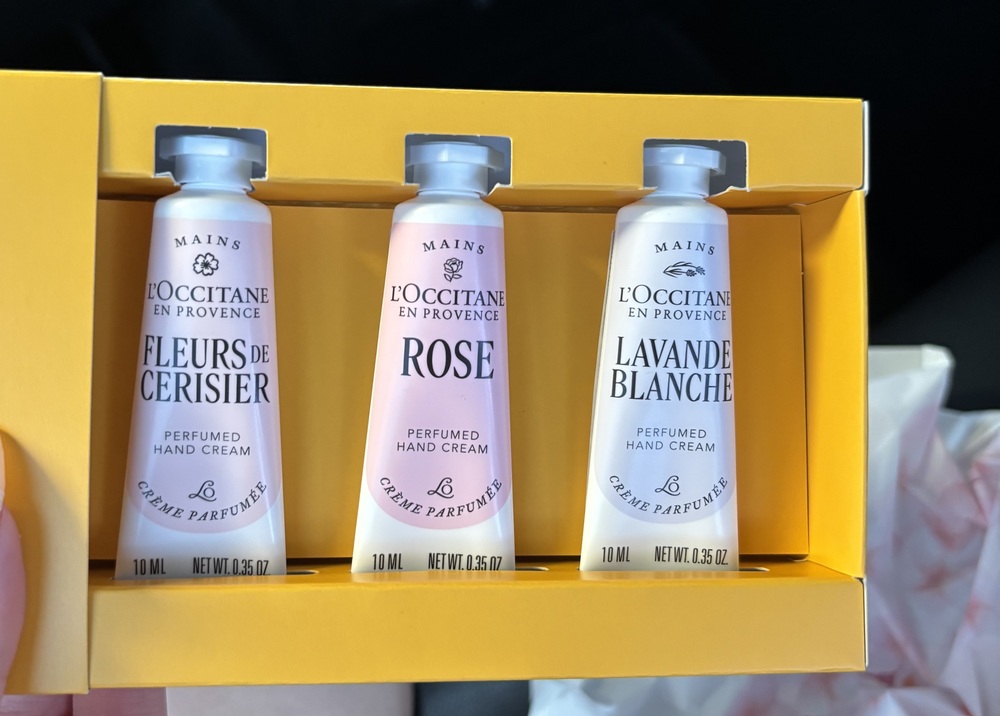 MAINS
L'OCCITANE
EN PROVENCE
FLEURS DE
CERISIER
PERFUMED
HAND CREAM
LO
CRÈME PARFUMÉE
10 ML NET WT. 0.35 OZ
MAINS
L'OCCITANE
EN PROVENCE
ROSE
PERFUMED
HAND CREAM
LO
CRÈME PARFUMÉE
10 ML NET WT. 0.35 OZ
MAINS
L'OCCITANE
EN PROVENCE
LAVANDE
BLANCHE
PERFUMED
HAND CREAM
LO
CRÈME PARFUMÉE
10 ML NET WT. 0.35 OZ.